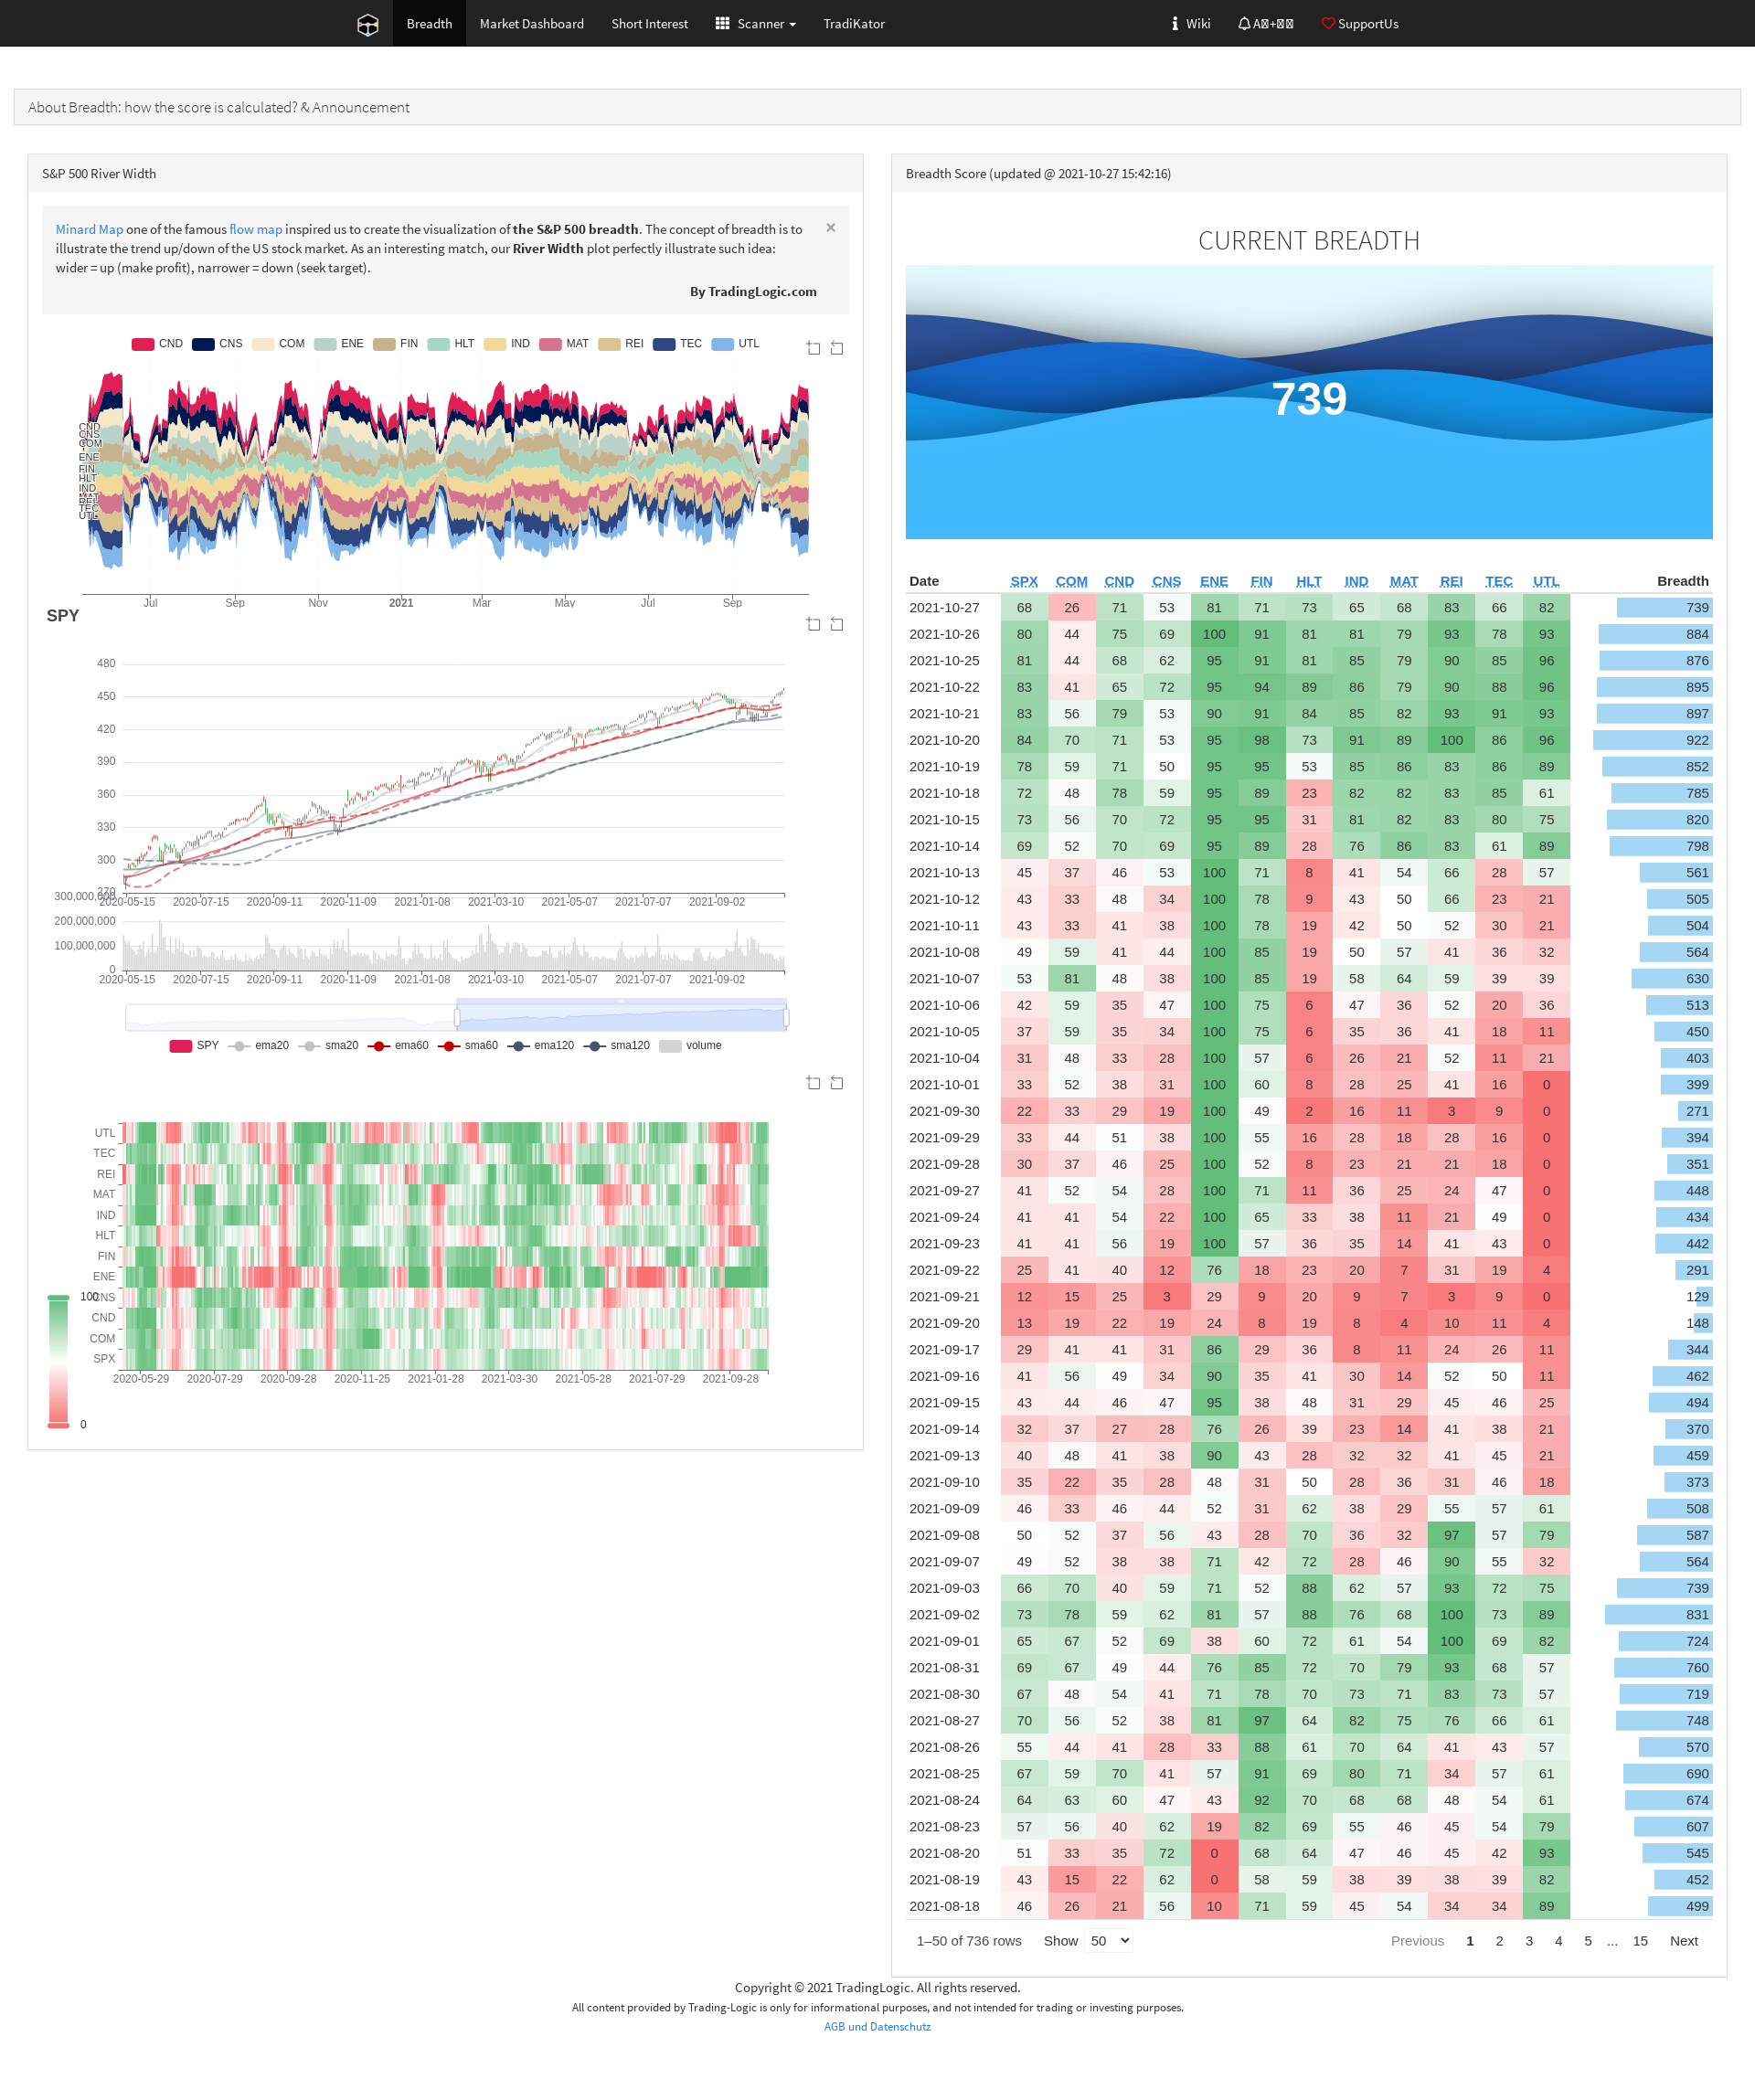 Breadth Market Dashboard Short Interest Scanner TradiKator Wiki SupportUs
About Breadth: how the score is calculated? & Announcement
S&P 500 River Width
Minard Map one of the famous flow map inspired us to create the visualization of the S&P 500 breadth. The concept of breadth is to
illustrate the trend up/down of the US stock market. As an interesting match, our River Width plot perfectly illustrate such idea:
wider = up (make profit), narrower = down (seek target).
×
By TradingLogic.com
CND CNS COM ENE FIN HLT IND MAT REI TEC UTL
CND
CNS
COM
ENE
FIN
HLT
IND
MAT
REI
TEC
UTL
Jul Sep Nov 2021 Mar May Jul Sep
SPY
480
450
420
390
360
330
300
270
2020-05-15 2020-07-15 2020-09-11 2020-11-09 2021-01-08 2021-03-10 2021-05-07 2021-07-07 2021-09-02
300,000,000
200,000,000
100,000,000
0
2020-05-15 2020-07-15 2020-09-11 2020-11-09 2021-01-08 2021-03-10 2021-05-07 2021-07-07 2021-09-02
SPY ema20 sma20 ema60 sma60 ema120 sma120 volume
UTL
TEC
REI
MAT
IND
HLT
FIN
ENE
CNS
CND
COM
SPX
100
0
2020-05-29 2020-07-29 2020-09-28 2020-11-25 2021-01-28 2021-03-30 2021-05-28 2021-07-29 2021-09-28
Breadth Score (updated @ 2021-10-27 15:42:16)
CURRENT BREADTH
739
Date SPX COM CND CNS ENE FIN HLT IND MAT REI TEC UTL Breadth
2021-10-27 68 26 71 53 81 71 73 65 68 83 66 82 739
2021-10-26 80 44 75 69 100 91 81 81 79 93 78 93 884
2021-10-25 81 44 68 62 95 91 81 85 79 90 85 96 876
2021-10-22 83 41 65 72 95 94 89 86 79 90 88 96 895
2021-10-21 83 56 79 53 90 91 84 85 82 93 91 93 897
2021-10-20 84 70 71 53 95 98 73 91 89 100 86 96 922
2021-10-19 78 59 71 50 95 95 53 85 86 83 86 89 852
2021-10-18 72 48 78 59 95 89 23 82 82 83 85 61 785
2021-10-15 73 56 70 72 95 95 31 81 82 83 80 75 820
2021-10-14 69 52 70 69 95 89 28 76 86 83 61 89 798
2021-10-13 45 37 46 53 100 71 8 41 54 66 28 57 561
2021-10-12 43 33 48 34 100 78 9 43 50 66 23 21 505
2021-10-11 43 33 41 38 100 78 19 42 50 52 30 21 504
2021-10-08 49 59 41 44 100 85 19 50 57 41 36 32 564
2021-10-07 53 81 48 38 100 85 19 58 64 59 39 39 630
2021-10-06 42 59 35 47 100 75 6 47 36 52 20 36 513
2021-10-05 37 59 35 34 100 75 6 35 36 41 18 11 450
2021-10-04 31 48 33 28 100 57 6 26 21 52 11 21 403
2021-10-01 33 52 38 31 100 60 8 28 25 41 16 0 399
2021-09-30 22 33 29 19 100 49 2 16 11 3 9 0 271
2021-09-29 33 44 51 38 100 55 16 28 18 28 16 0 394
2021-09-28 30 37 46 25 100 52 8 23 21 21 18 0 351
2021-09-27 41 52 54 28 100 71 11 36 25 24 47 0 448
2021-09-24 41 41 54 22 100 65 33 38 11 21 49 0 434
2021-09-23 41 41 56 19 100 57 36 35 14 41 43 0 442
2021-09-22 25 41 40 12 76 18 23 20 7 31 19 4 291
2021-09-21 12 15 25 3 29 9 20 9 7 3 9 0 129
2021-09-20 13 19 22 19 24 8 19 8 4 10 11 4 148
2021-09-17 29 41 41 31 86 29 36 8 11 24 26 11 344
2021-09-16 41 56 49 34 90 35 41 30 14 52 50 11 462
2021-09-15 43 44 46 47 95 38 48 31 29 45 46 25 494
2021-09-14 32 37 27 28 76 26 39 23 14 41 38 21 370
2021-09-13 40 48 41 38 90 43 28 32 32 41 45 21 459
2021-09-10 35 22 35 28 48 31 50 28 36 31 46 18 373
2021-09-09 46 33 46 44 52 31 62 38 29 55 57 61 508
2021-09-08 50 52 37 56 43 28 70 36 32 97 57 79 587
2021-09-07 49 52 38 38 71 42 72 28 46 90 55 32 564
2021-09-03 66 70 40 59 71 52 88 62 57 93 72 75 739
2021-09-02 73 78 59 62 81 57 88 76 68 100 73 89 831
2021-09-01 65 67 52 69 38 60 72 61 54 100 69 82 724
2021-08-31 69 67 49 44 76 85 72 70 79 93 68 57 760
2021-08-30 67 48 54 41 71 78 70 73 71 83 73 57 719
2021-08-27 70 56 52 38 81 97 64 82 75 76 66 61 748
2021-08-26 55 44 41 28 33 88 61 70 64 41 43 57 570
2021-08-25 67 59 70 41 57 91 69 80 71 34 57 61 690
2021-08-24 64 63 60 47 43 92 70 68 68 48 54 61 674
2021-08-23 57 56 40 62 19 82 69 55 46 45 54 79 607
2021-08-20 51 33 35 72 0 68 64 47 46 45 42 93 545
2021-08-19 43 15 22 62 0 58 59 38 39 38 39 82 452
2021-08-18 46 26 21 56 10 71 59 45 54 34 34 89 499
1–50 of 736 rows Show 50 Previous 1 2 3 4 5 ... 15 Next
Copyright © 2021 TradingLogic. All rights reserved.
All content provided by Trading-Logic is only for informational purposes, and not intended for trading or investing purposes.
AGB und Datenschutz